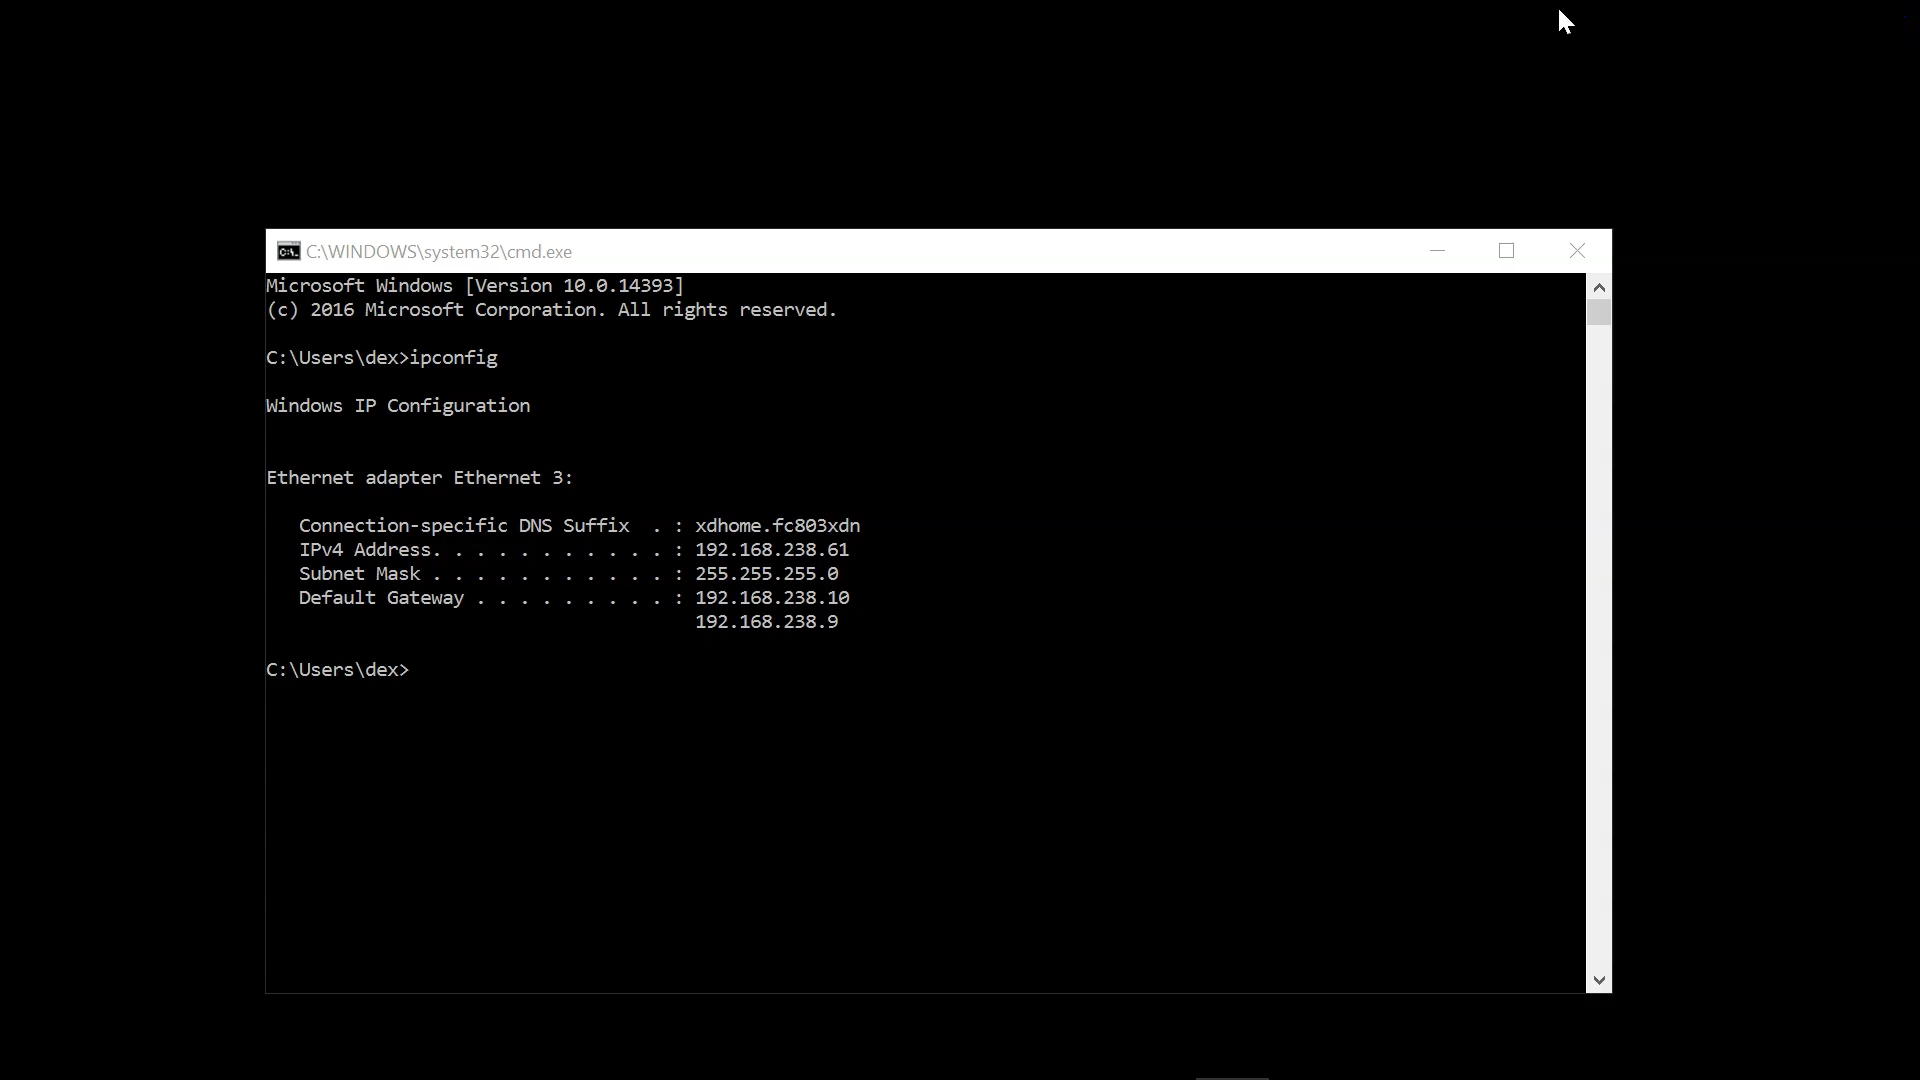 C:\WINDOWS\system32\cmd.exe
Microsoft Windows [Version 10.0.14393]
(c) 2016 Microsoft Corporation. All rights reserved.
C:\Users\dex>ipconfig
Windows IP Configuration
Ethernet adapter Ethernet 3:
Connection-specific DNS Suffix  . : xdhome.fc803xdn
IPv4 Address. . . . . . . . . . . : 192.168.238.61
Subnet Mask . . . . . . . . . . . : 255.255.255.0
Default Gateway . . . . . . . . . : 192.168.238.10
192.168.238.9
C:\Users\dex>